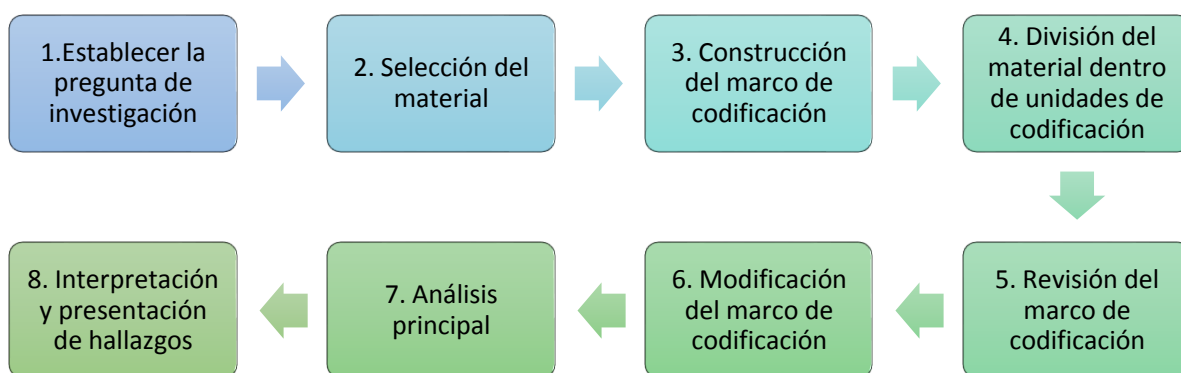 1.Establecer la
pregunta de
investigación
2. Selección del
material
3. Construcción
del marco de
codificación
4. División del
material dentro
de unidades de
codificación
5. Revisión del
marco de
codificación
6. Modificación
del marco de
codificación
7. Análisis
principal
8. Interpretación
y presentación
de hallazgos